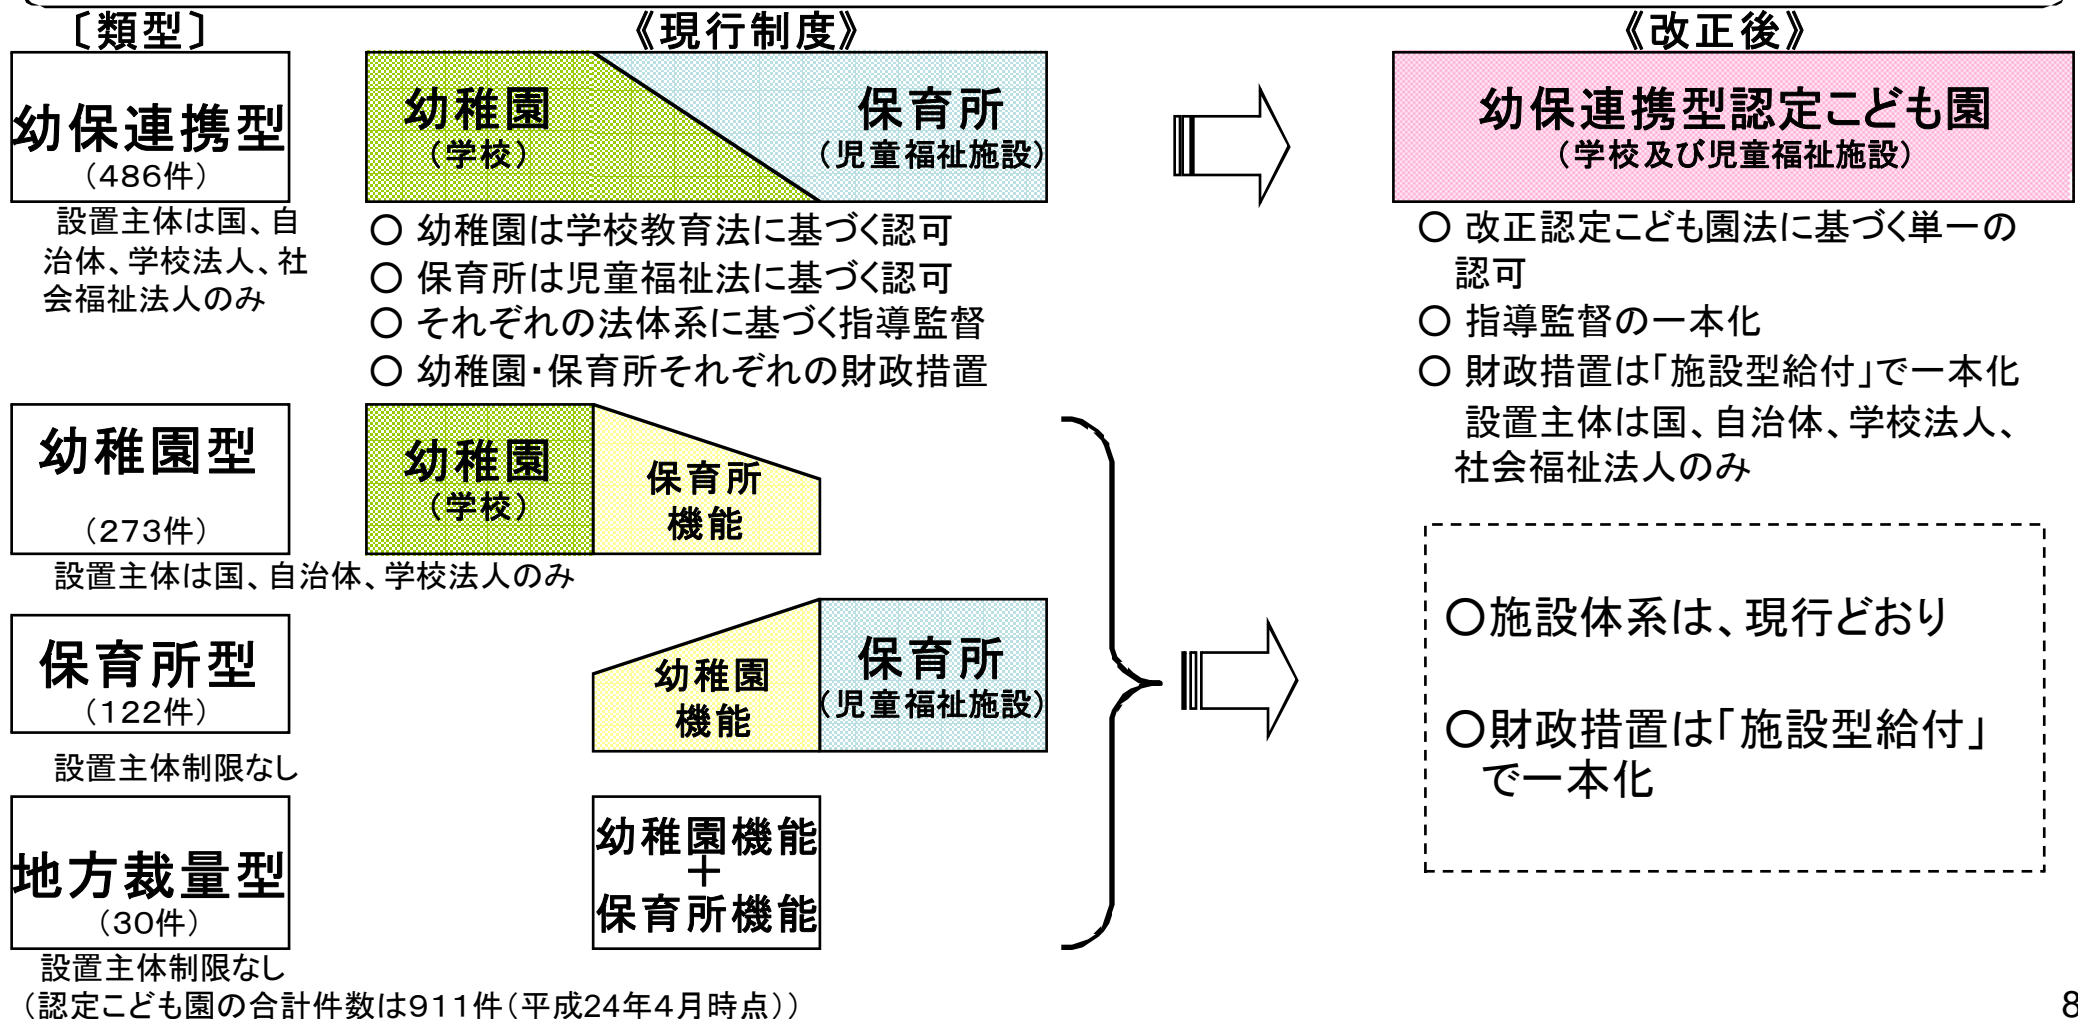 〔類型〕
《現行制度》
《改正後》
幼保連携型
（486件）
設置主体は国、自
治体、学校法人、社
会福祉法人のみ
幼稚園
（学校）
保育所
（児童福祉施設）
幼保連携型認定こども園
（学校及び児童福祉施設）
○ 幼稚園は学校教育法に基づく認可
○ 保育所は児童福祉法に基づく認可
○ それぞれの法体系に基づく指導監督
○ 幼稚園・保育所それぞれの財政措置
○ 改正認定こども園法に基づく単一の
認可
○ 指導監督の一本化
○ 財政措置は「施設型給付」で一本化
設置主体は国、自治体、学校法人、
社会福祉法人のみ
幼稚園型
（273件）
設置主体は国、自治体、学校法人のみ
幼稚園
（学校）
保育所
機能
保育所型
（122件）
設置主体制限なし
幼稚園
機能
保育所
（児童福祉施設）
地方裁量型
（30件）
設置主体制限なし
幼稚園機能
＋
保育所機能
○施設体系は、現行どおり
○財政措置は「施設型給付」
で一本化
（認定こども園の合計件数は９１１件（平成24年４月時点））
8